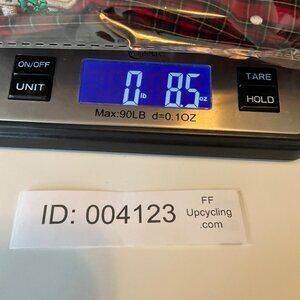 ON/OFF
UNIT
0 lb 8.5 oz
TARE
HOLD
Max:90LB d=0.1OZ
ID: 004123
FF
Upcycling
.com